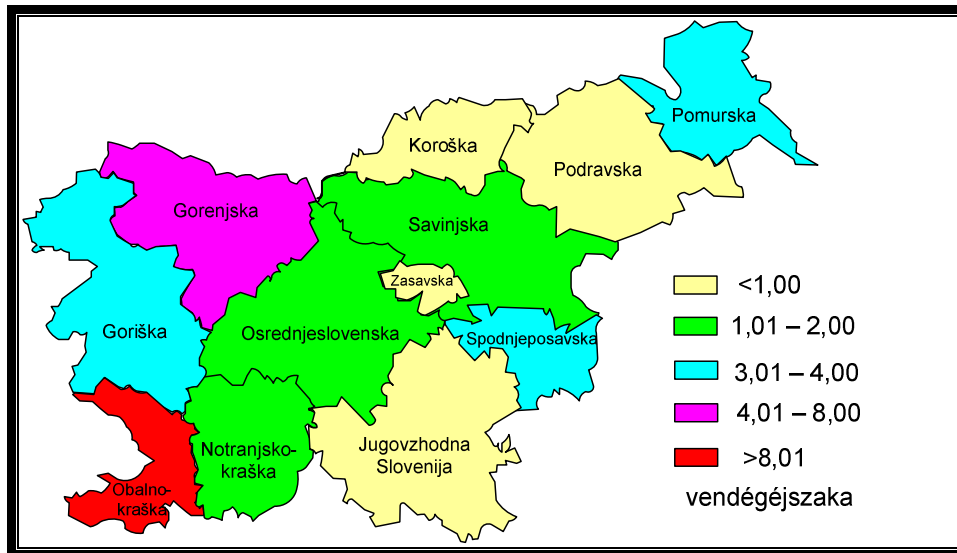 Pomurska
Koroška
Podravska
Gorenjska
Savinjska
Zasavska
Goriška
Osrednjeslovenska
Spodnjeposavska
Notranjsko-
kraška
Jugovzhodna
Slovenija
Obalno-
kraška
<1,00
1,01 – 2,00
3,01 – 4,00
4,01 – 8,00
>8,01
vendégéjszaka